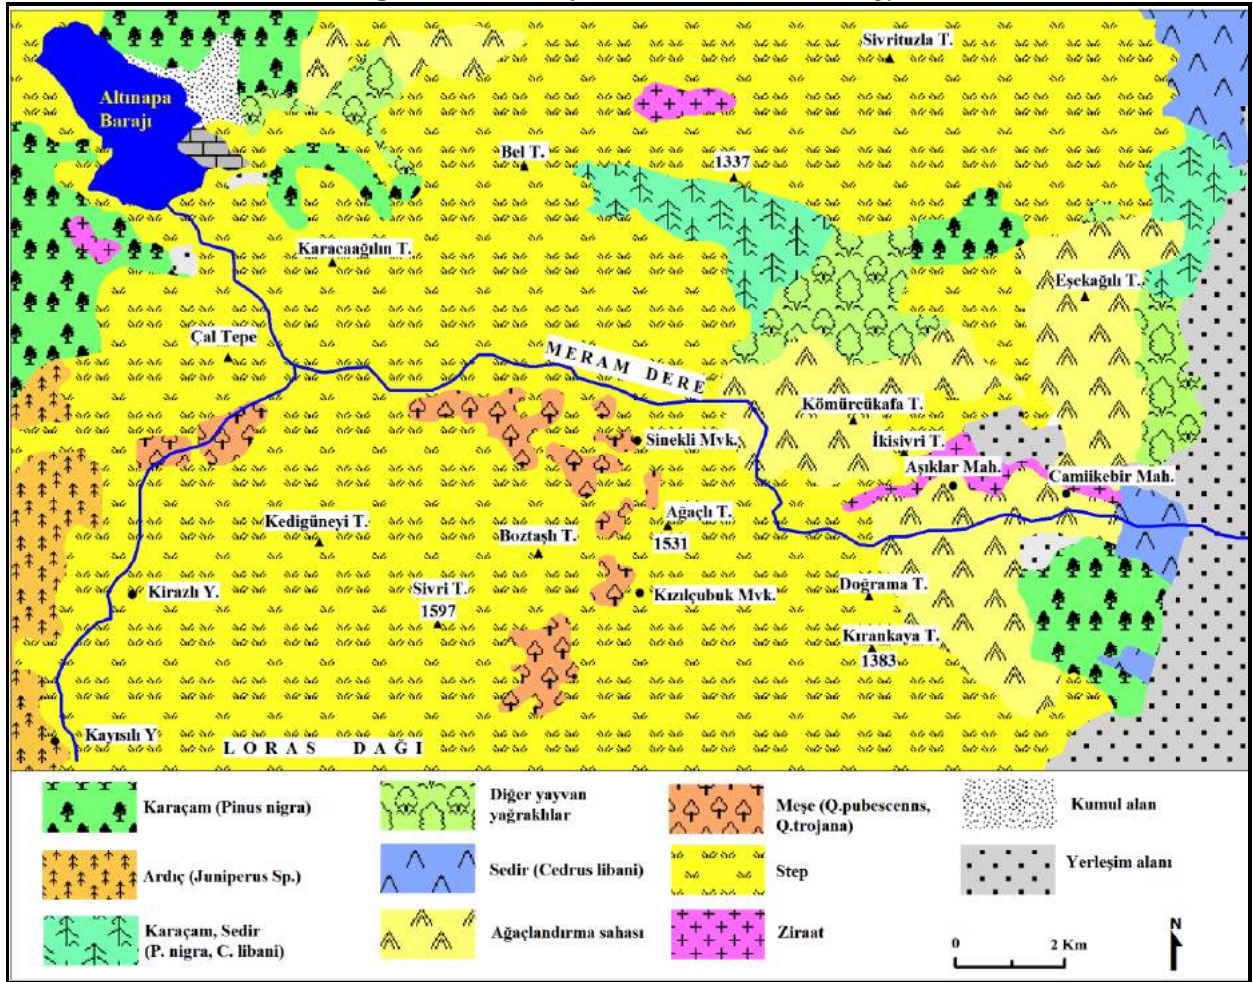 Sivrituzla T.
Altınapa
Barajı
Bel T.
1337
Karacaağılın T.
Eşekağılı T.
Çal Tepe
MERAM DERE
Kömürcükafa T.
Sinekli Mvk.
İkisivri T.
Aşıklar Mah.
Camiikebir Mah.
Kedigüneyi T.
Ağaçlı T.
1531
Boztaşlı T.
Kirazlı Y.
Sivri T.
1597
Kızılçubuk Mvk.
Doğrama T.
Kırankaya T.
1383
Kayısılı Y
LORAS DAĞI
Karaçam (Pinus nigra)
Ardıç (Juniperus Sp.)
Karaçam, Sedir
(P. nigra, C. libani)
Diğer yayvan
yağraklılar
Sedir (Cedrus libani)
Ağaçlandırma sahası
Meşe (Q.pubescenns,
Q.trojana)
Step
Ziraat
Kumul alan
Yerleşim alanı
N
0 2 Km